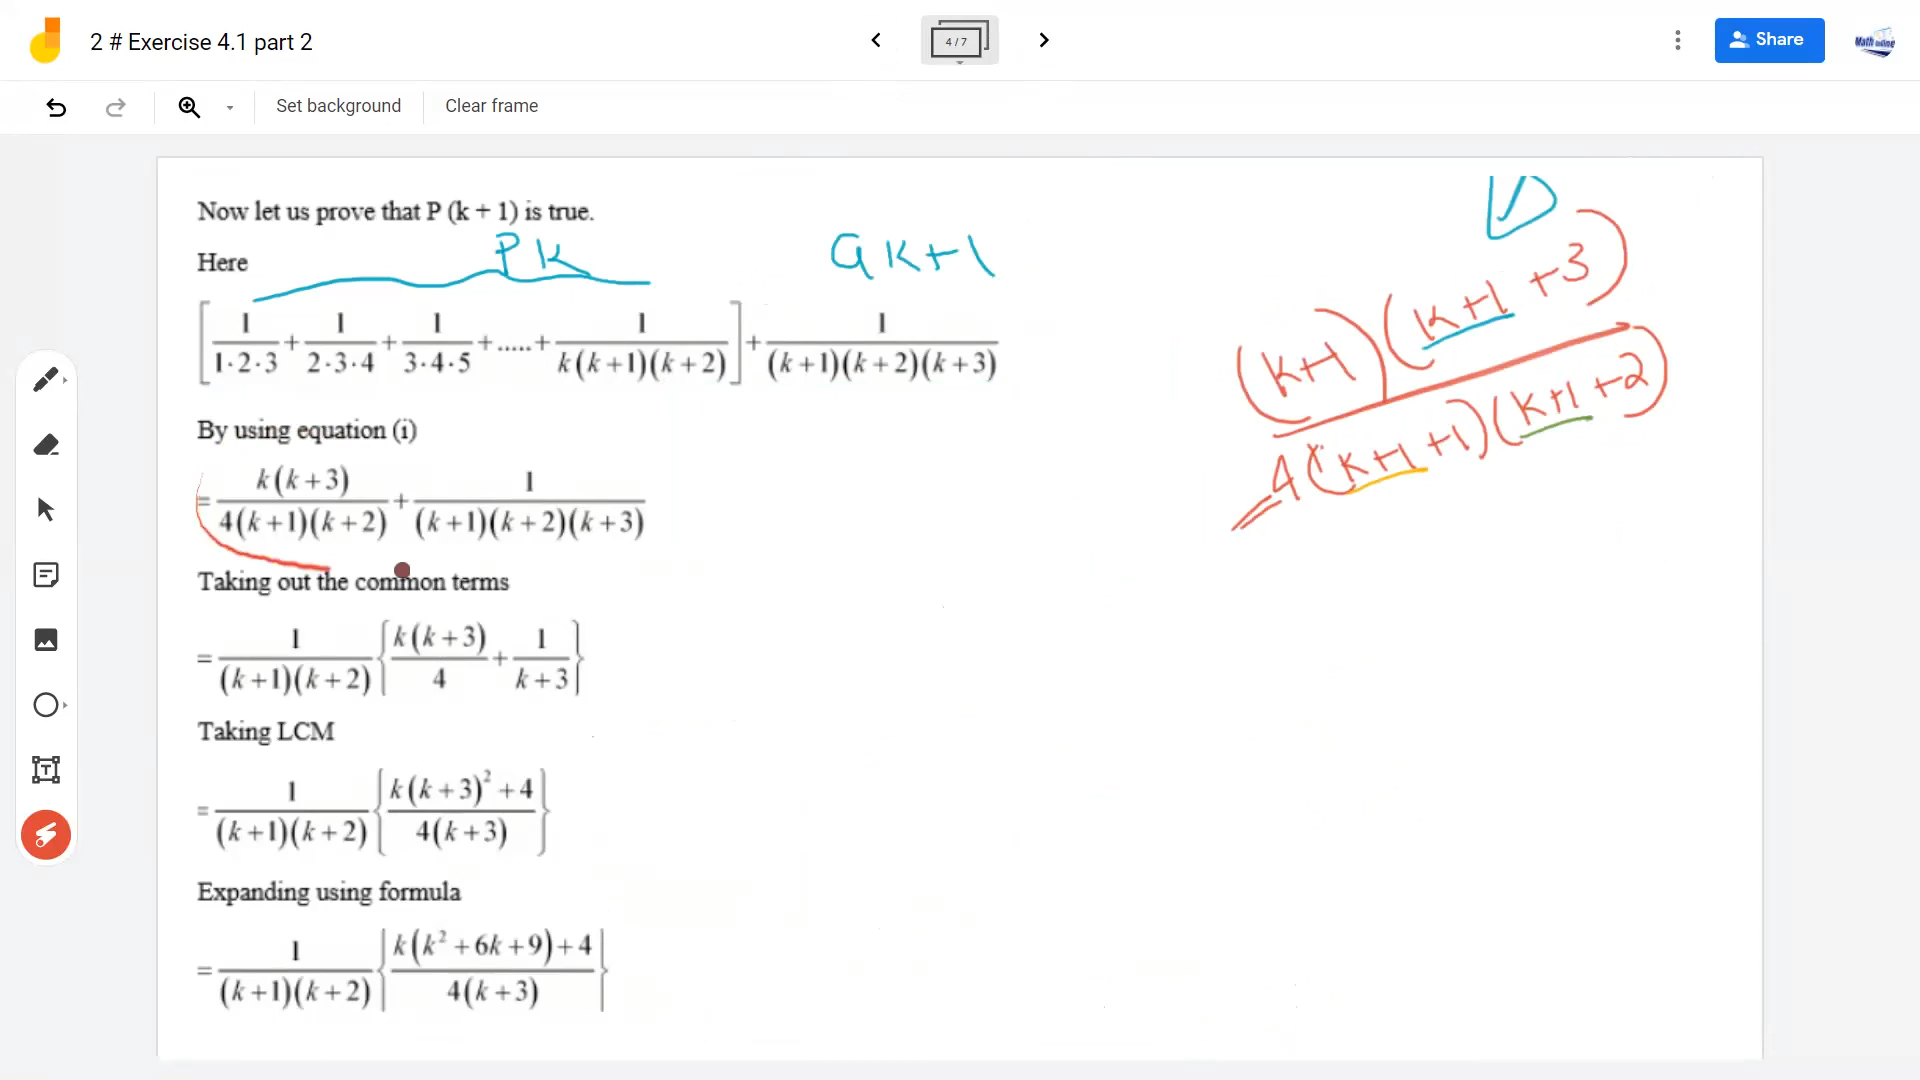 2 # Exercise 4.1 part 2
4 / 7
Share
Math online
Set background
Clear frame
Now let us prove that P (k + 1) is true.
Here
Pk
ak+1
[1/(1·2·3) + 1/(2·3·4) + 1/(3·4·5) + ..... + 1/(k(k+1)(k+2))] + 1/((k+1)(k+2)(k+3))
By using equation (i)
= k(k+3)/(4(k+1)(k+2)) + 1/((k+1)(k+2)(k+3))
Taking out the common terms
= 1/((k+1)(k+2)) {k(k+3)/4 + 1/(k+3)}
Taking LCM
= 1/((k+1)(k+2)) {(k(k+3)² + 4)/(4(k+3))}
Expanding using formula
= 1/((k+1)(k+2)) {(k(k² + 6k + 9) + 4)/(4(k+3))}
(k+1)(k+1+3)
4(k+1+1)(k+1+2)